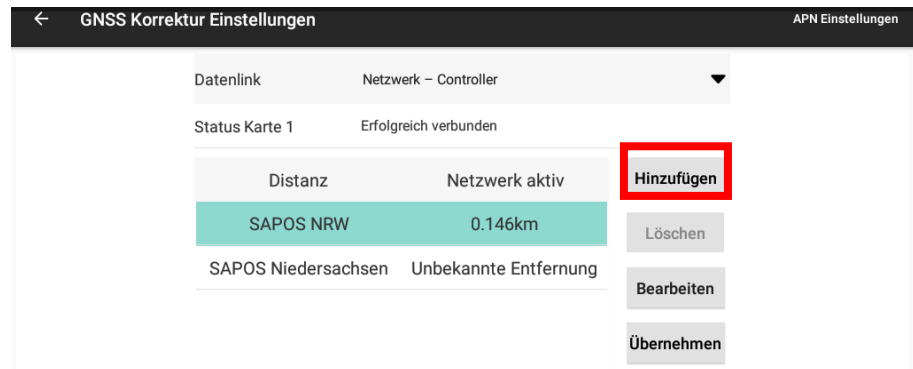 GNSS Korrektur Einstellungen APN Einstellungen
Datenlink Netzwerk – Controller
Status Karte 1 Erfolgreich verbunden
Distanz Netzwerk aktiv Hinzufügen
SAPOS NRW 0.146km Löschen
SAPOS Niedersachsen Unbekannte Entfernung
Bearbeiten
Übernehmen